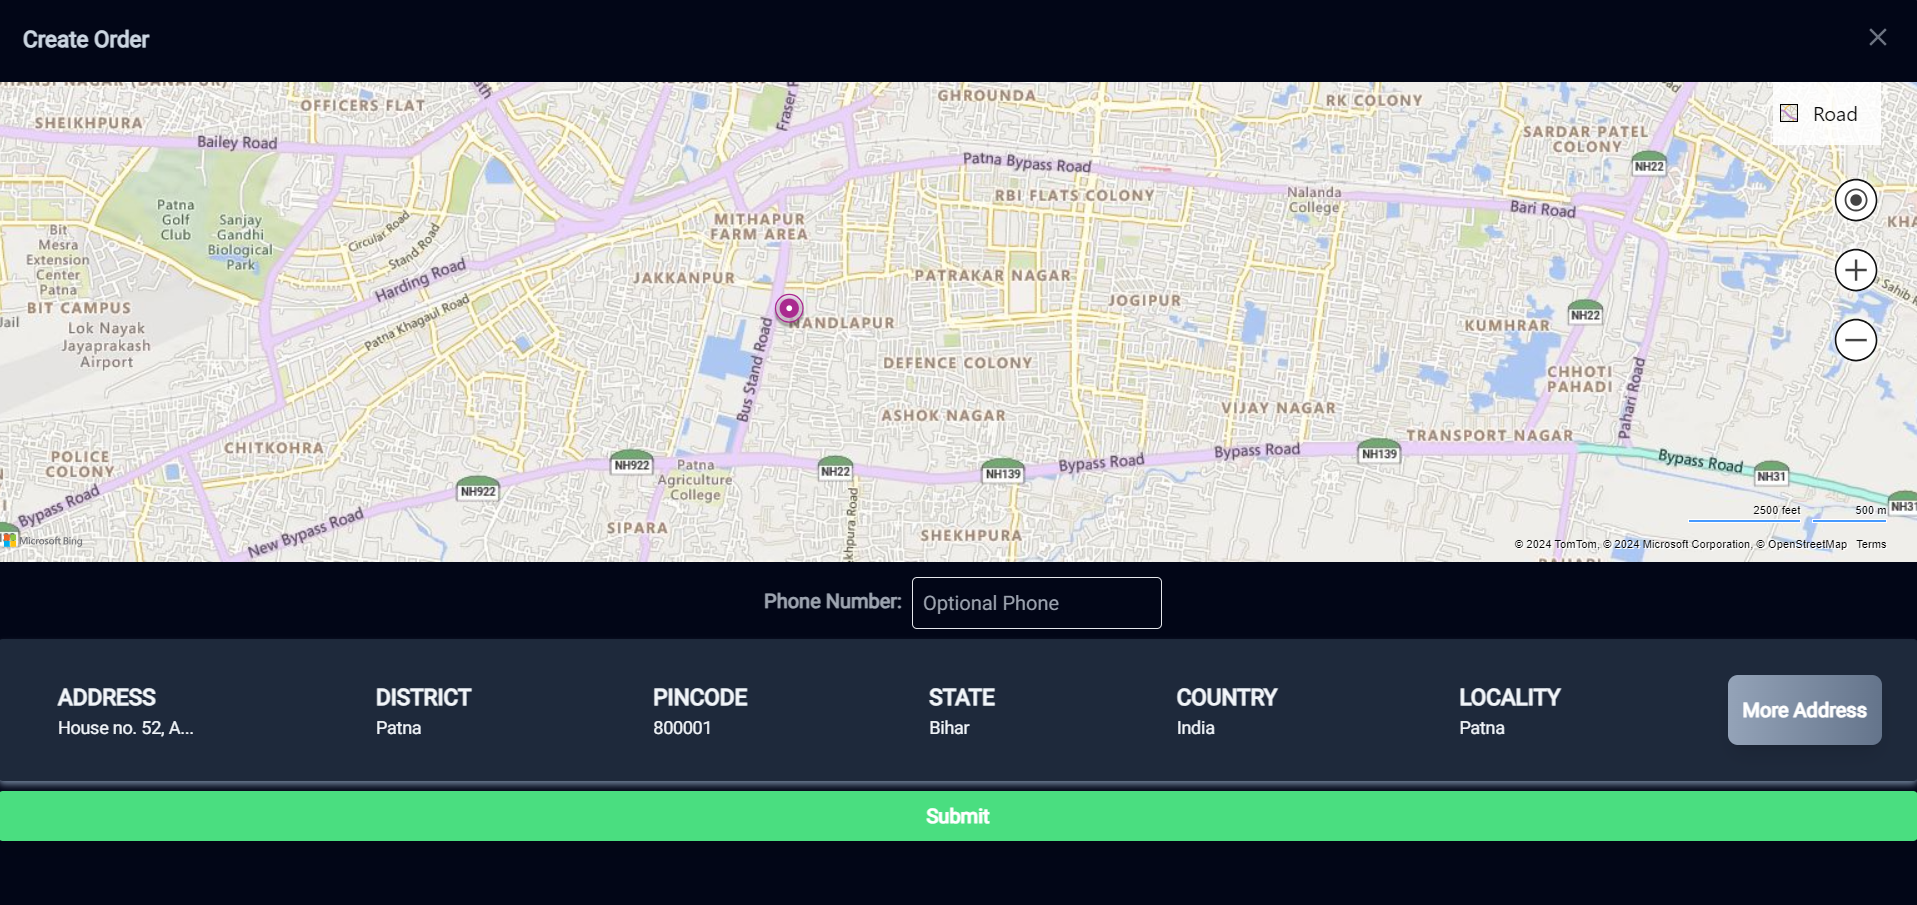 Create Order
OFFICERS FLAT
GHROUNDA
RK COLONY
Road
SHEIKHPURA
Bailey Road
Fraser
SARDAR PATEL
COLONY
Patna Bypass Road
NH22
RBI FLATS COLONY
Nalanda
College
Bari Road
Patna
Golf
Club
Sanjay
Gandhi
Biological
Park
Circular Road
Stand Road
MITHAPUR
FARM AREA
Bit
Mesra
Extension
Center
Patna
Harding Road
JAKKANPUR
PATRAKAR NAGAR
JOGIPUR
Sahib
BIT CAMPUS
Jail
Lok Nayak
Jayaprakash
Airport
Patna Khagaul Road
NANDLAPUR
KUMHRAR
NH22
Bus Stand Road
DEFENCE COLONY
CHHOTI
PAHADI
Pahari Road
ASHOK NAGAR
VIJAY NAGAR
CHITKOHRA
TRANSPORT NAGAR
POLICE
COLONY
NH922
Patna
Agriculture
College
NH22
NH139
Bypass Road
Bypass Road
NH139
Bypass Road
NH31
NH922
Bypass Road
New Bypass Road
SIPARA
SHEKHPURA
NH31
2500 feet
500 m
Microsoft Bing
© 2024 TomTom, © 2024 Microsoft Corporation, © OpenStreetMap Terms
Phone Number: Optional Phone
ADDRESS DISTRICT PINCODE STATE COUNTRY LOCALITY
House no. 52, A... Patna 800001 Bihar India Patna
More Address
Submit